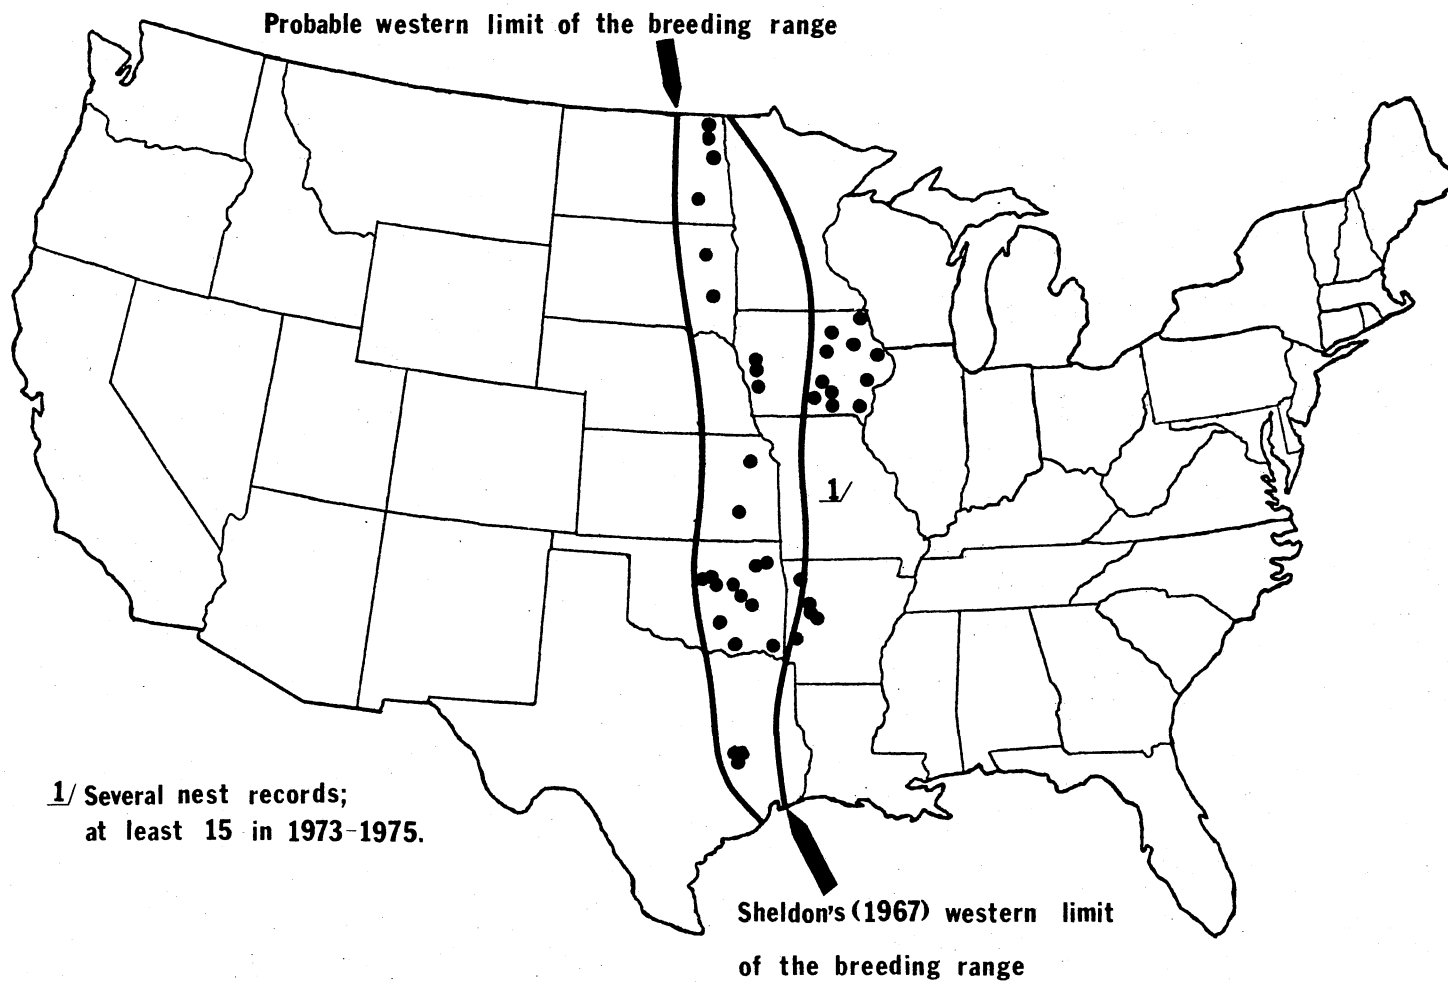 Probable western limit of the breeding range
1/
1/ Several nest records;
at least 15 in 1973-1975.
Sheldon's (1967) western limit
of the breeding range